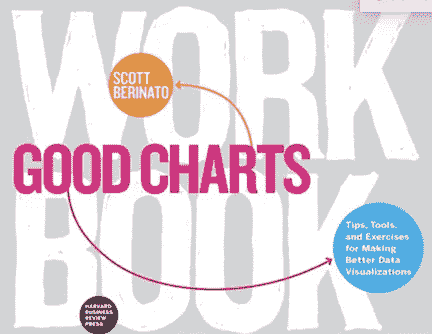 WORK
SCOTT
BERINATO
GOOD CHARTS
BOOK
Tips, Tools,
and Exercises
for Making
Better Data
Visualizations
HARVARD
BUSINESS
REVIEW
PRESS